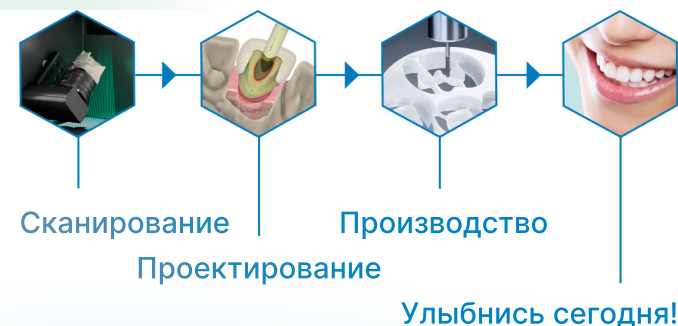 Сканирование
Проектирование
Производство
Улыбнись сегодня!